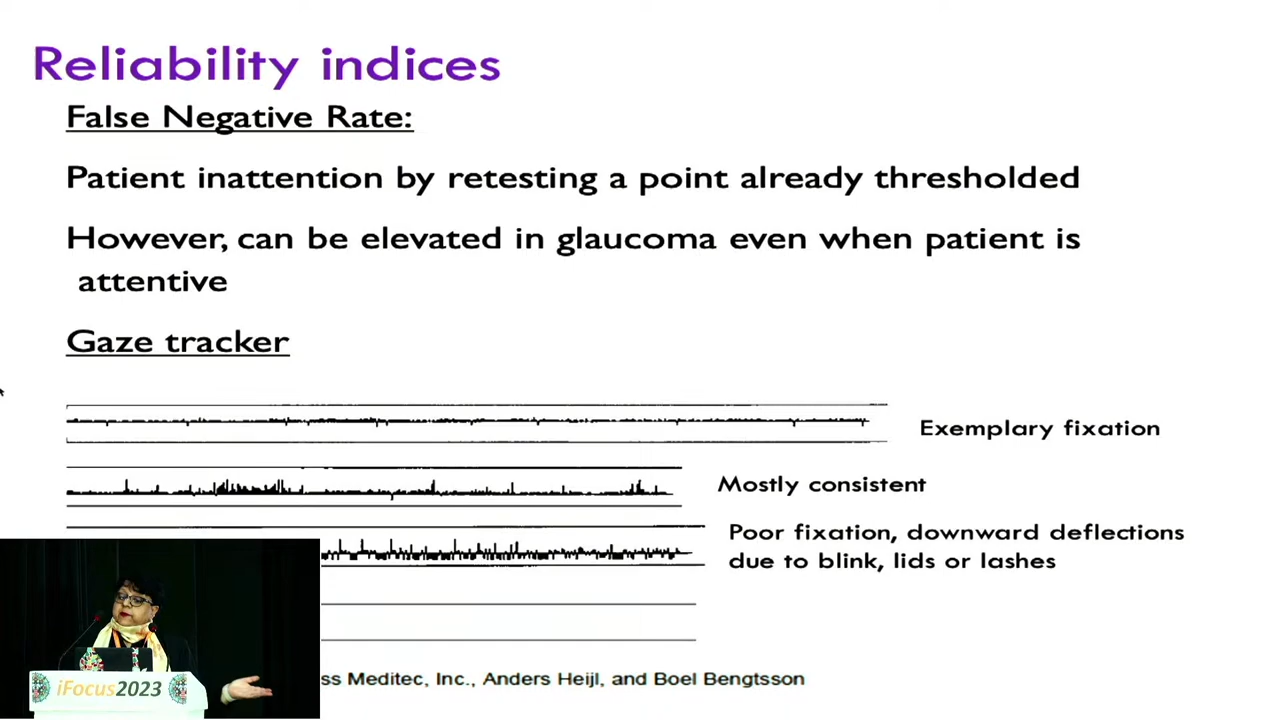 Reliability indices
False Negative Rate:
Patient inattention by retesting a point already thresholded
However, can be elevated in glaucoma even when patient is
attentive
Gaze tracker
Exemplary fixation
Mostly consistent
Poor fixation, downward deflections
due to blink, lids or lashes
ss Meditec, Inc., Anders Heijl, and Boel Bengtsson
iFocus2023